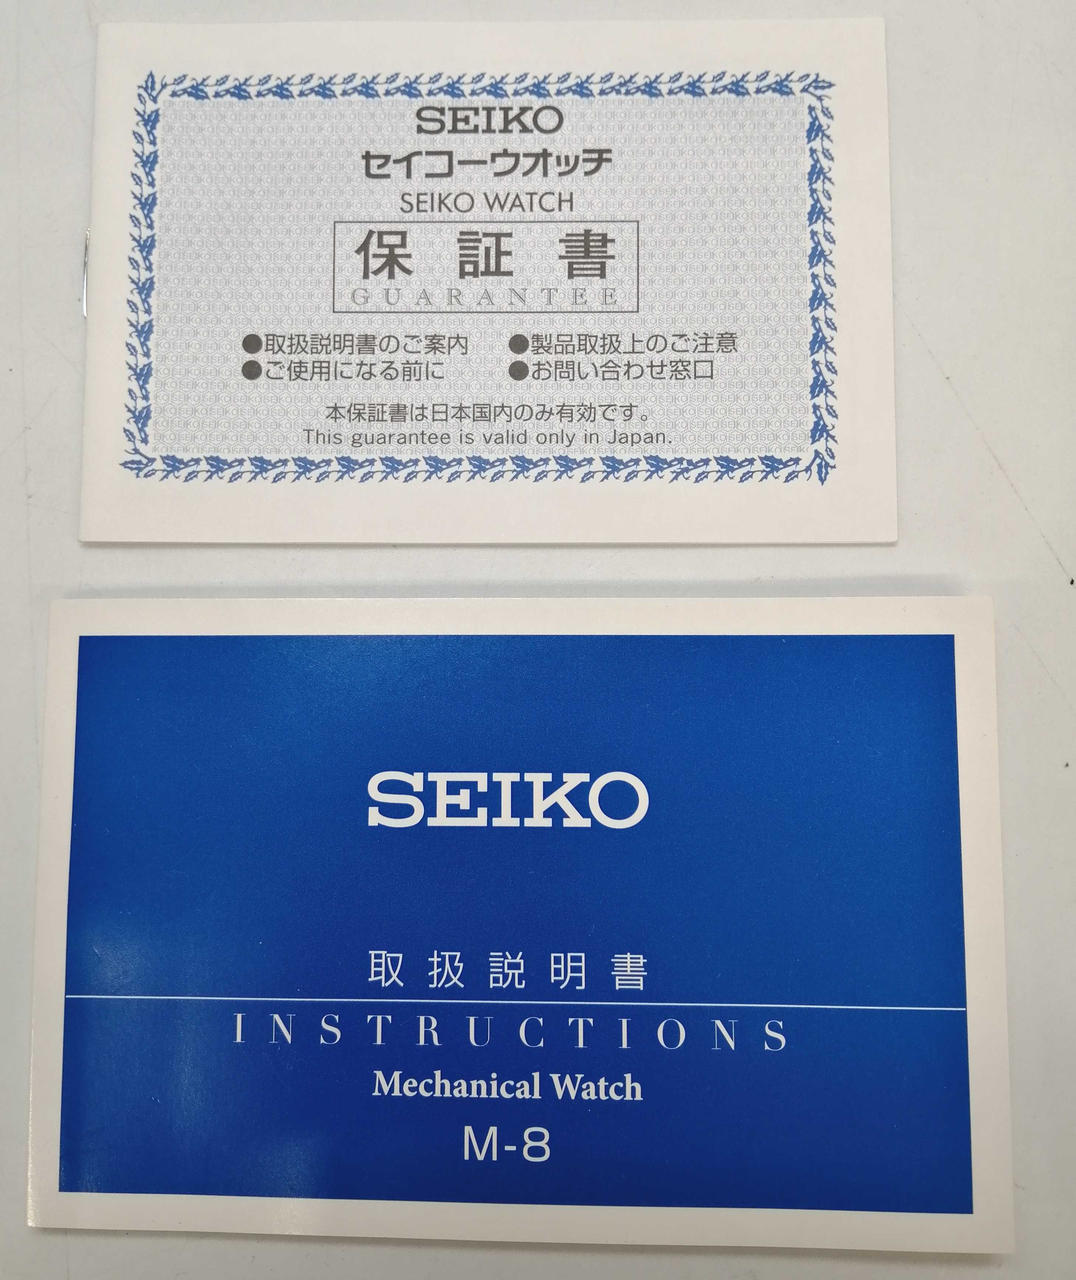 SEIKO
セイコーウオッチ
SEIKO WATCH
保証書
GUARANTEE
●取扱説明書のご案内 ●製品取扱上のご注意
●ご使用になる前に ●お問い合わせ窓口
本保証書は日本国内のみ有効です。
This guarantee is valid only in Japan.
SEIKO
取扱説明書
INSTRUCTIONS
Mechanical Watch
M-8